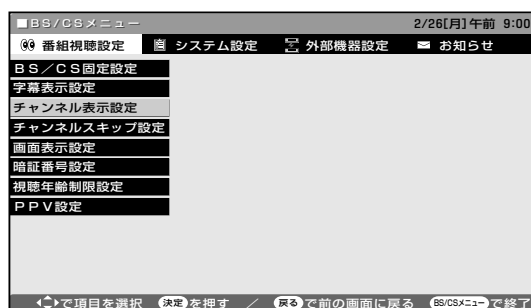 ■BS/CSメニュー 2/26[月]午前 9:00
番組視聴設定 システム設定 外部機器設定 お知らせ
BS/CS固定設定
字幕表示設定
チャンネル表示設定
チャンネルスキップ設定
画面表示設定
暗証番号設定
視聴年齢制限設定
PPV設定
で項目を選択 決定を押す / 戻るで前の画面に戻る BS/CSメニューで終了